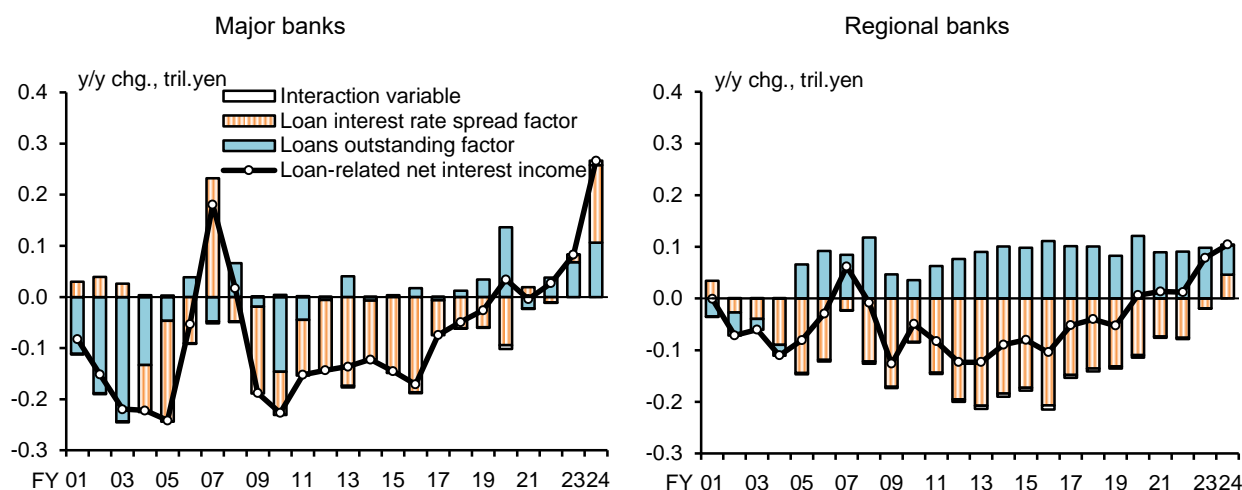 Major banks
y/y chg., tril.yen
Interaction variable
Loan interest rate spread factor
Loans outstanding factor
Loan-related net interest income
0.4
0.3
0.2
0.1
0.0
-0.1
-0.2
-0.3
FY 01 03 05 07 09 11 13 15 17 19 21 23 24
Regional banks
y/y chg., tril.yen
0.4
0.3
0.2
0.1
0.0
-0.1
-0.2
-0.3
FY 01 03 05 07 09 11 13 15 17 19 21 23 24